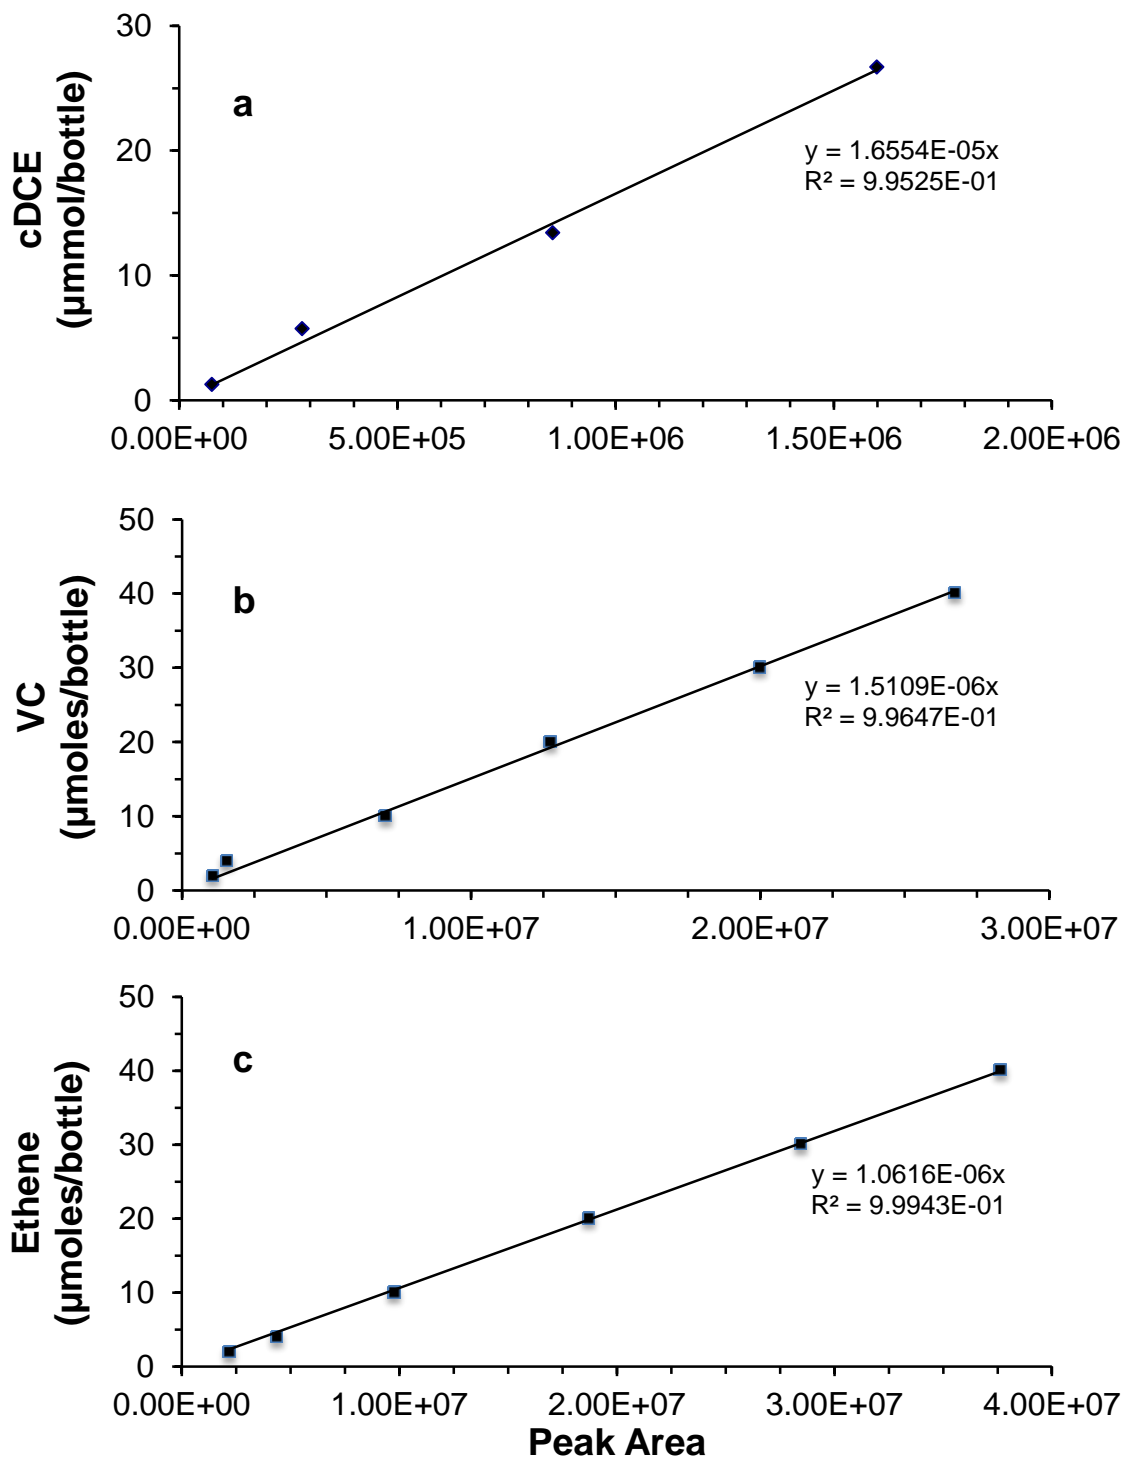 30
20
10
0
cDCE
(µmmol/bottle)
a
y = 1.6554E-05x
R² = 9.9525E-01
0.00E+00 5.00E+05 1.00E+06 1.50E+06 2.00E+06
50
40
30
20
10
0
VC
(µmoles/bottle)
b
y = 1.5109E-06x
R² = 9.9647E-01
0.00E+00 1.00E+07 2.00E+07 3.00E+07
50
40
30
20
10
0
Ethene
(µmoles/bottle)
c
y = 1.0616E-06x
R² = 9.9943E-01
0.00E+00 1.00E+07 2.00E+07 3.00E+07 4.00E+07
Peak Area